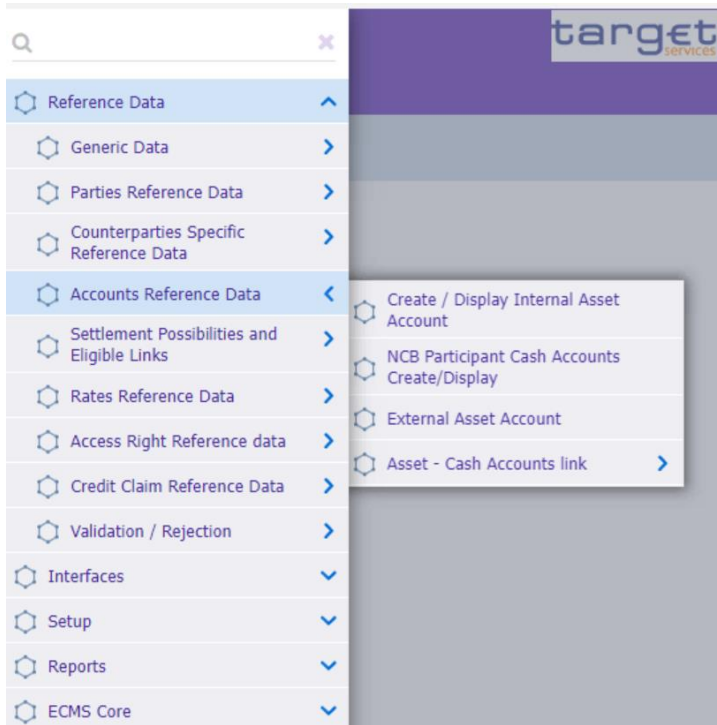 target
services
Reference Data
Generic Data
Parties Reference Data
Counterparties Specific
Reference Data
Accounts Reference Data
Create / Display Internal Asset
Account
NCB Participant Cash Accounts
Create/Display
External Asset Account
Asset - Cash Accounts link
Settlement Possibilities and
Eligible Links
Rates Reference Data
Access Right Reference data
Credit Claim Reference Data
Validation / Rejection
Interfaces
Setup
Reports
ECMS Core